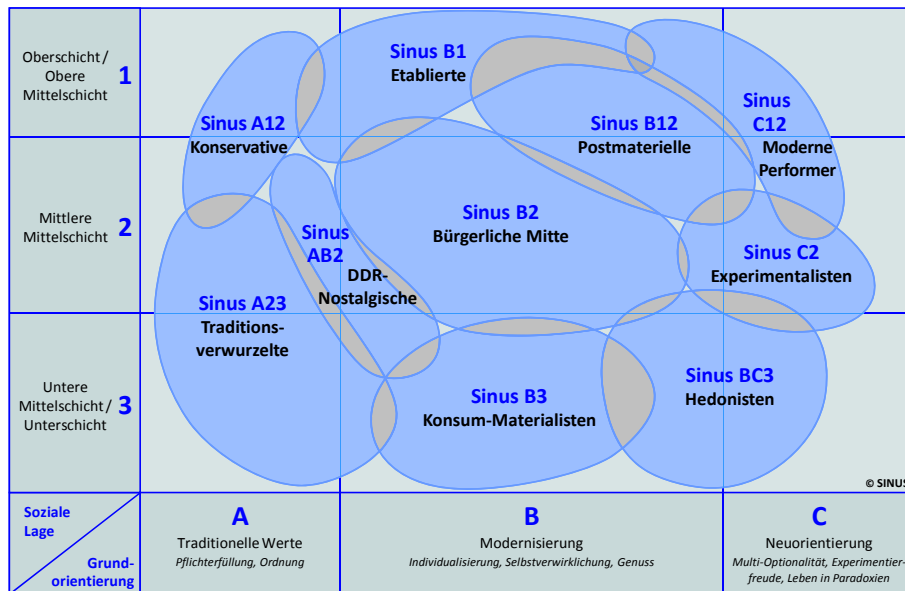 Oberschicht /
Obere
Mittelschicht
1
Sinus B1
Etablierte
Sinus A12
Konservative
Sinus B12
Postmaterielle
Sinus
C12
Moderne
Performer
Mittlere
Mittelschicht
2
Sinus
AB2
DDR-
Nostalgische
Sinus B2
Bürgerliche Mitte
Sinus C2
Experimentalisten
Sinus A23
Traditions-
verwurzelte
Untere
Mittelschicht /
Unterschicht
3
Sinus B3
Konsum-Materialisten
Sinus BC3
Hedonisten
© SINUS
Soziale
Lage
Grund-
orientierung
A
Traditionelle Werte
Pflichterfüllung, Ordnung
B
Modernisierung
Individualisierung, Selbstverwirklichung, Genuss
C
Neuorientierung
Multi-Optionalität, Experimentier-
freude, Leben in Paradoxien